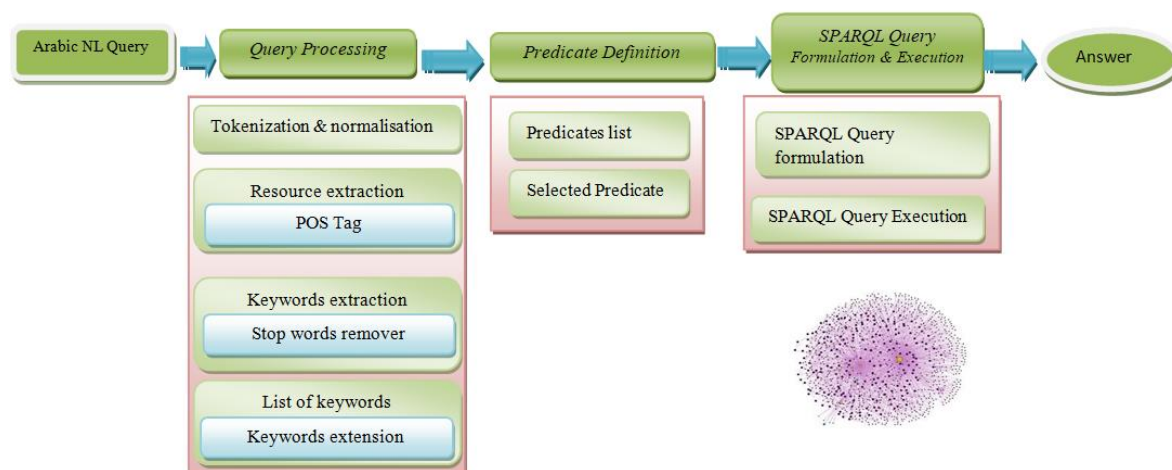 Arabic NL Query
Query Processing
Predicate Definition
SPARQL Query
Formulation & Execution
Answer
Tokenization & normalisation
Resource extraction
POS Tag
Keywords extraction
Stop words remover
List of keywords
Keywords extension
Predicates list
Selected Predicate
SPARQL Query
formulation
SPARQL Query Execution